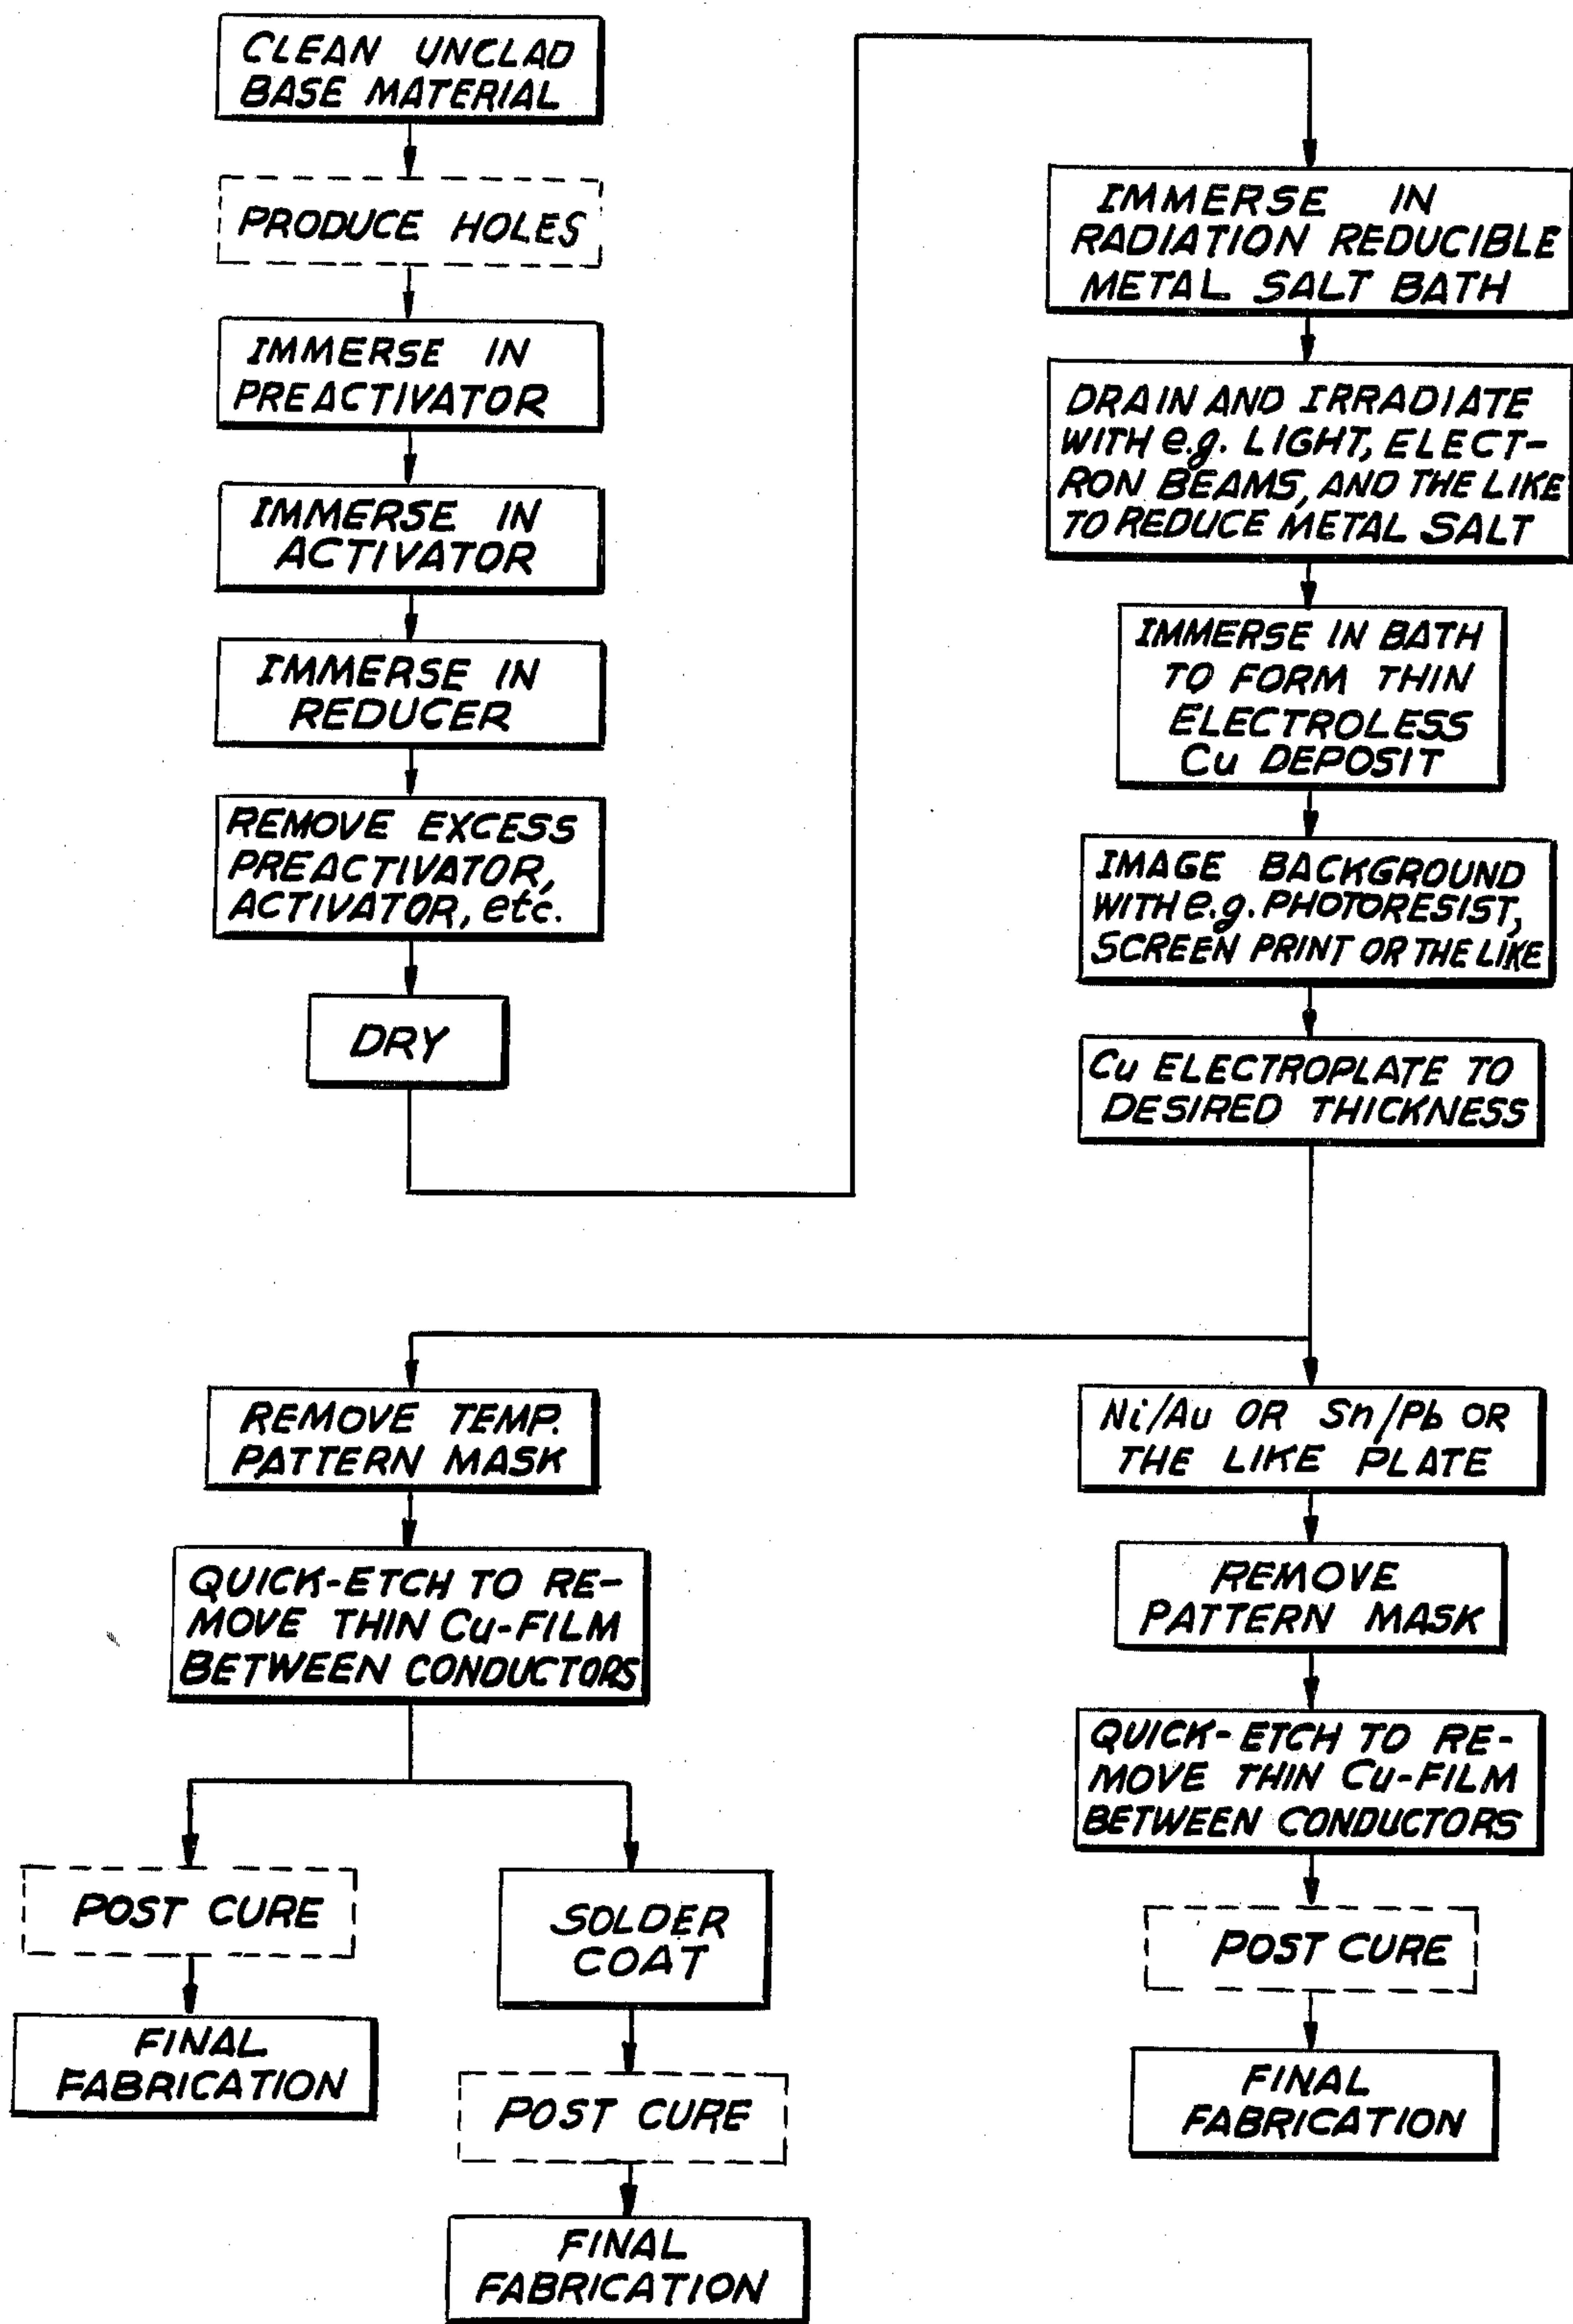 CLEAN UNCLAD
BASE MATERIAL
PRODUCE HOLES
IMMERSE IN
PREACTIVATOR
IMMERSE IN
ACTIVATOR
IMMERSE IN
REDUCER
REMOVE EXCESS
PREACTIVATOR,
ACTIVATOR, etc.
DRY
IMMERSE IN
RADIATION REDUCIBLE
METAL SALT BATH
DRAIN AND IRRADIATE
WITH e.g. LIGHT, ELECT-
RON BEAMS, AND THE LIKE
TO REDUCE METAL SALT
IMMERSE IN BATH
TO FORM THIN
ELECTROLESS
Cu DEPOSIT
IMAGE BACKGROUND
WITH e.g. PHOTORESIST,
SCREEN PRINT OR THE LIKE
Cu ELECTROPLATE TO
DESIRED THICKNESS
REMOVE TEMP.
PATTERN MASK
QUICK-ETCH TO RE-
MOVE THIN Cu-FILM
BETWEEN CONDUCTORS
POST CURE
FINAL
FABRICATION
SOLDER
COAT
POST CURE
FINAL
FABRICATION
Ni/Au OR Sn/Pb OR
THE LIKE PLATE
REMOVE
PATTERN MASK
QUICK-ETCH TO RE-
MOVE THIN Cu-FILM
BETWEEN CONDUCTORS
POST CURE
FINAL
FABRICATION